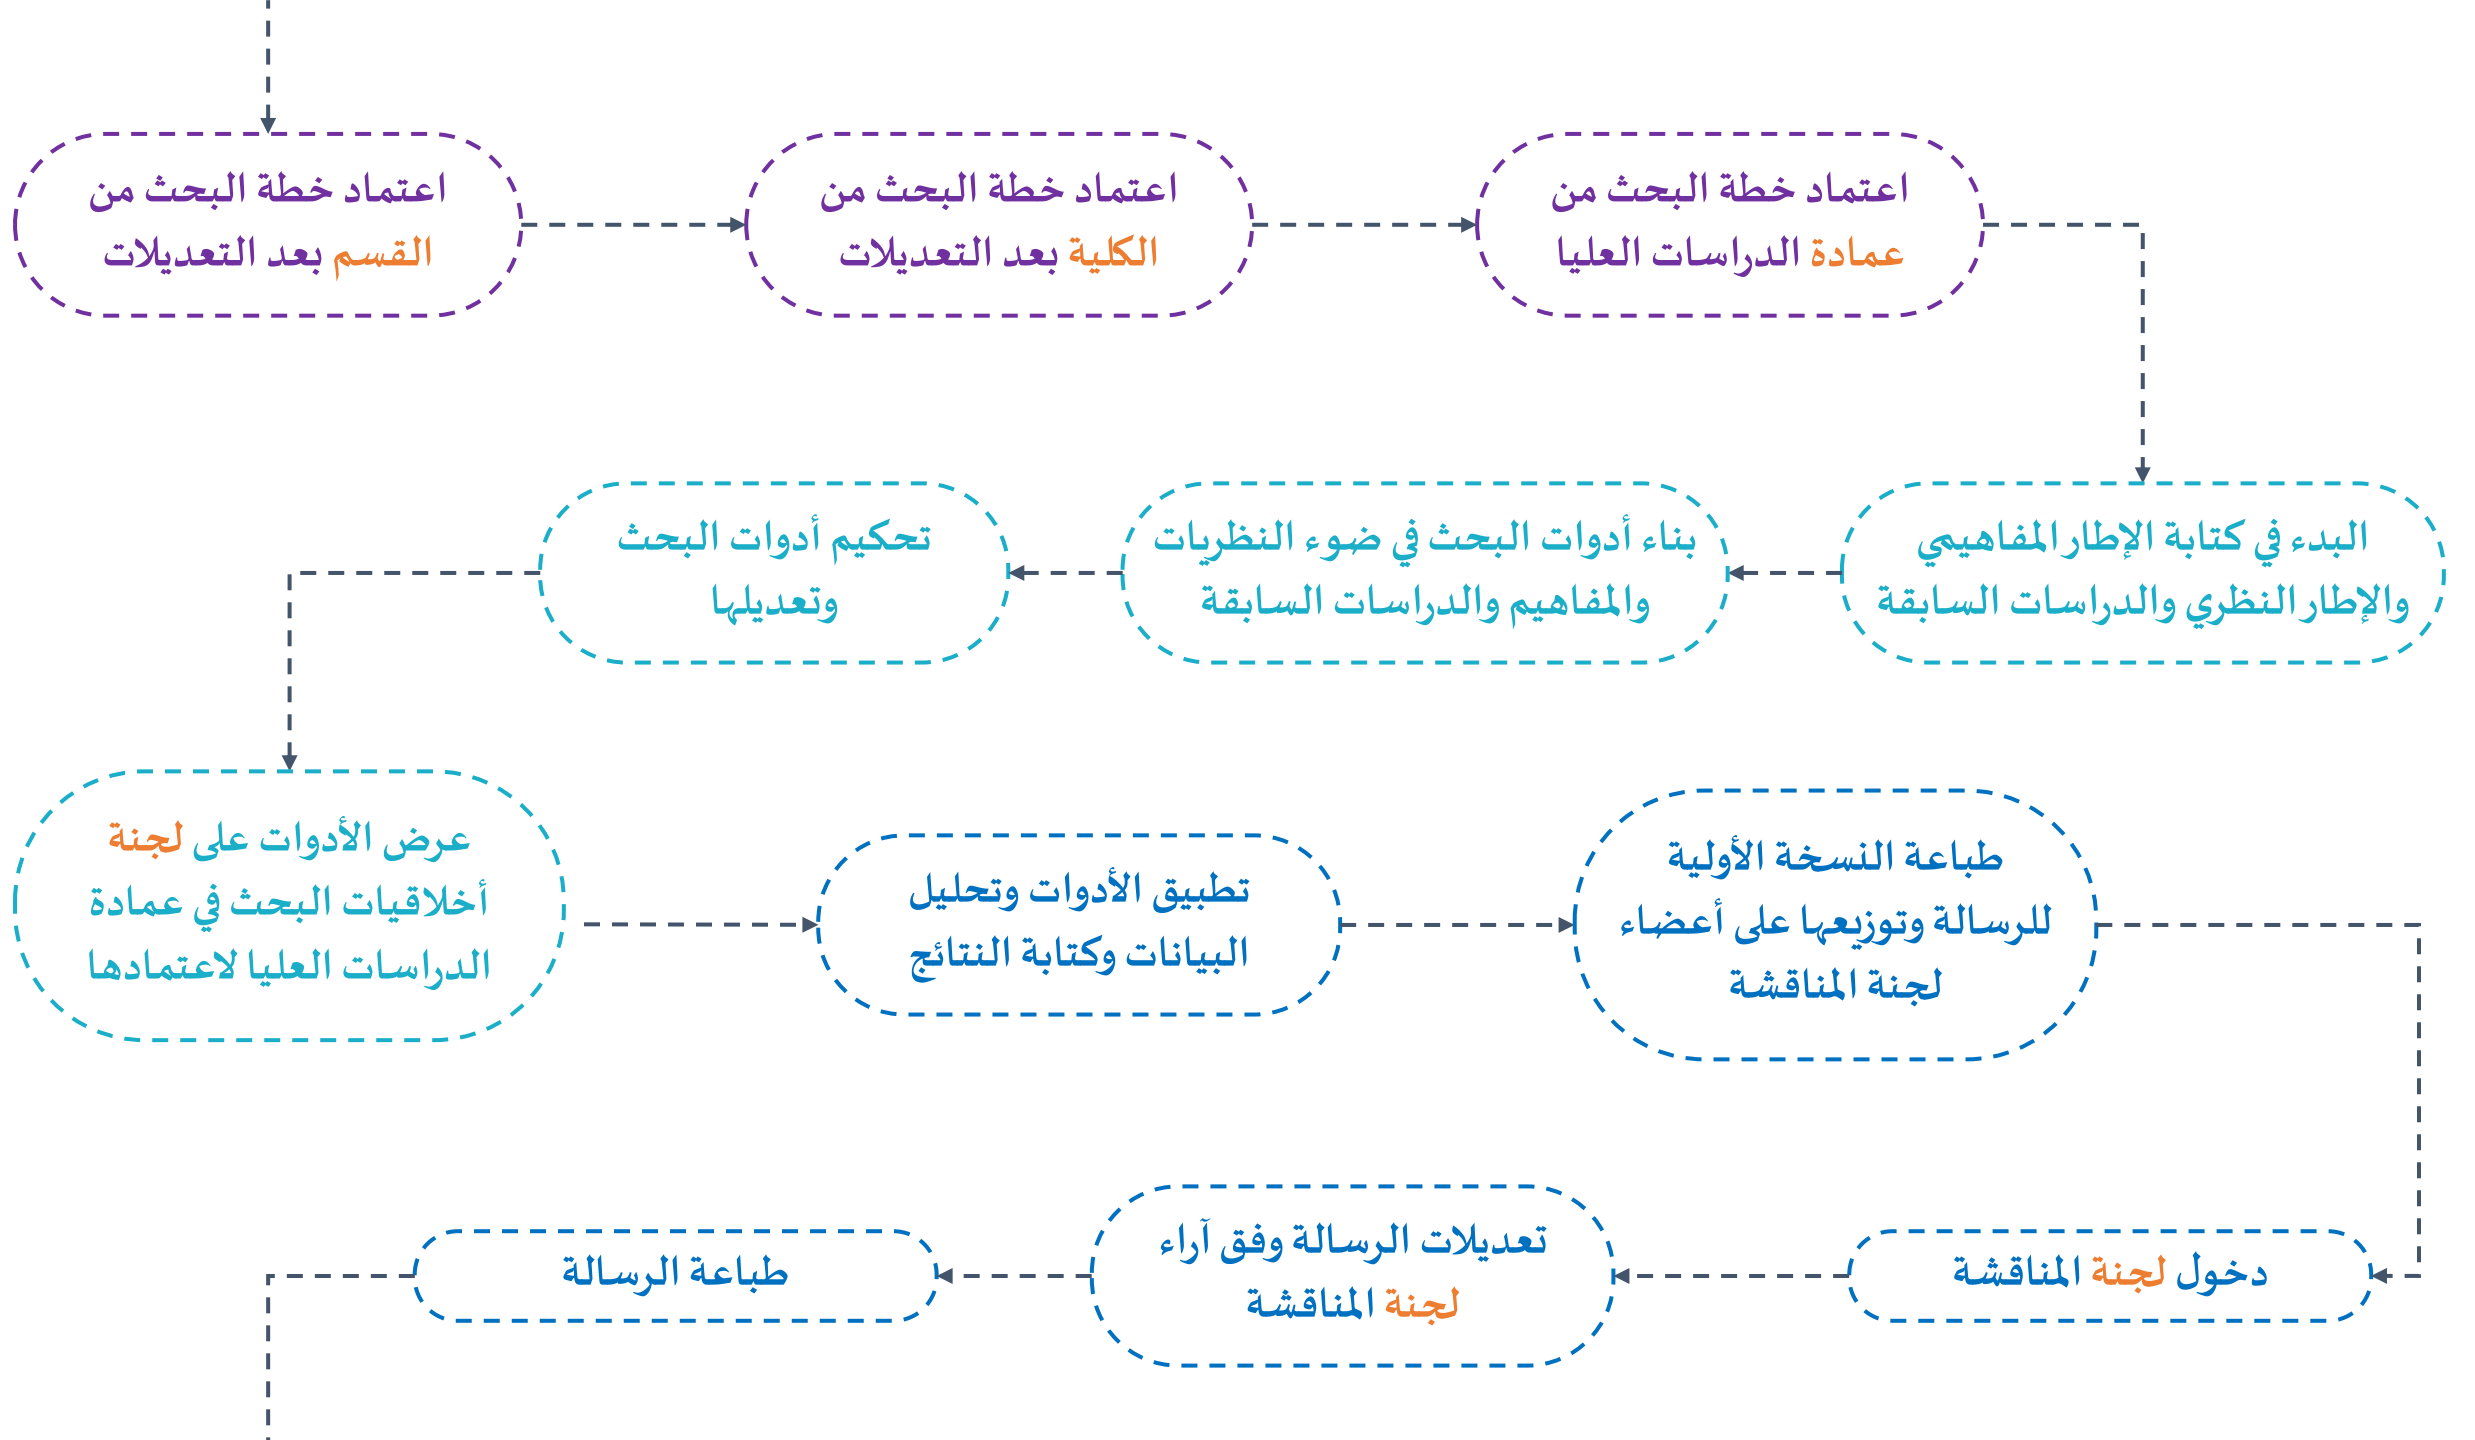 اعتماد خطة البحث من
القسم بعد التعديلات
اعتماد خطة البحث من
الكلية بعد التعديلات
اعتماد خطة البحث من
عمادة الدراسات العليا
البدء في كتابة الإطار المفاهيمي
والإطار النظري والدراسات السابقة
بناء أدوات البحث في ضوء النظريات
والمفاهيم والدراسات السابقة
تحكيم أدوات البحث
وتعديلها
عرض الأدوات على لجنة
أخلاقيات البحث في عمادة
الدراسات العليا لاعتمادها
تطبيق الأدوات وتحليل
البيانات وكتابة النتائج
طباعة النسخة الأولية
للرسالة وتوزيعها على أعضاء
لجنة المناقشة
دخول لجنة المناقشة
تعديلات الرسالة وفق آراء
لجنة المناقشة
طباعة الرسالة